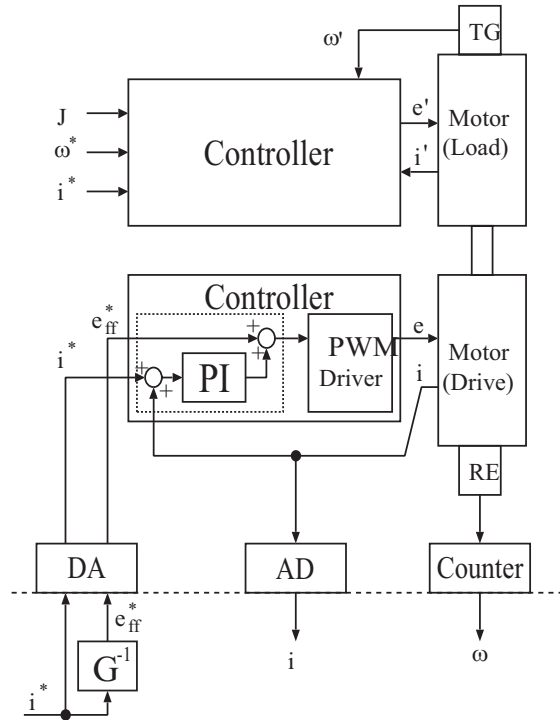 TG
ω'
J
ω*
i*
Controller
e'
i'
Motor
(Load)
Controller
e*ff
i*
+
+
+
+
PI
PWM
Driver
e
i
Motor
(Drive)
RE
DA
AD
Counter
e*ff
G⁻¹
i*
i
ω